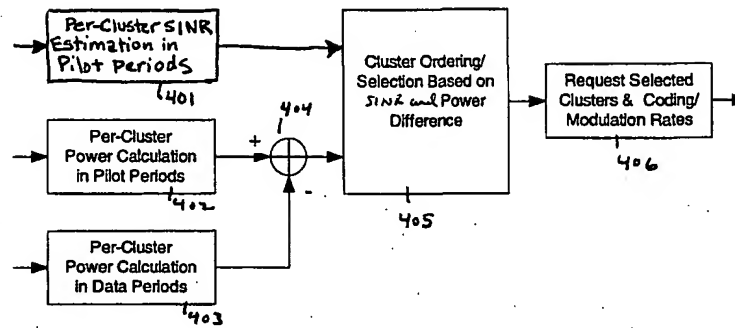 Per-Cluster SINR
Estimation in
Pilot Periods
401
Per-Cluster
Power Calculation
in Pilot Periods
402
Per-Cluster
Power Calculation
in Data Periods
403
404
+
-
Cluster Ordering/
Selection Based on
SINR and Power
Difference
405
Request Selected
Clusters & Coding/
Modulation Rates
406